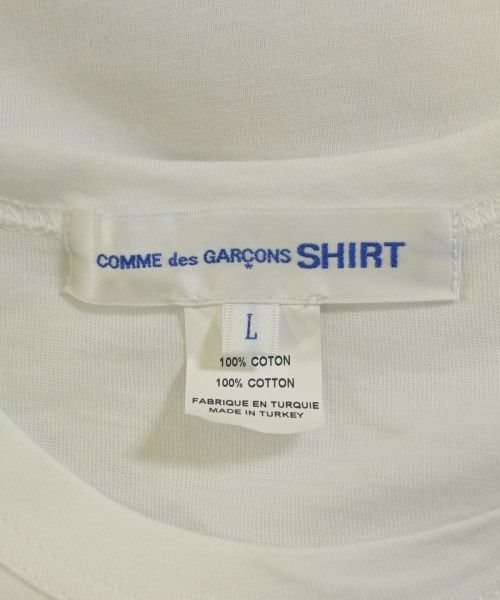 COMME des GARÇONS SHIRT
L
100% COTON
100% COTTON
FABRIQUE EN TURQUIE
MADE IN TURKEY